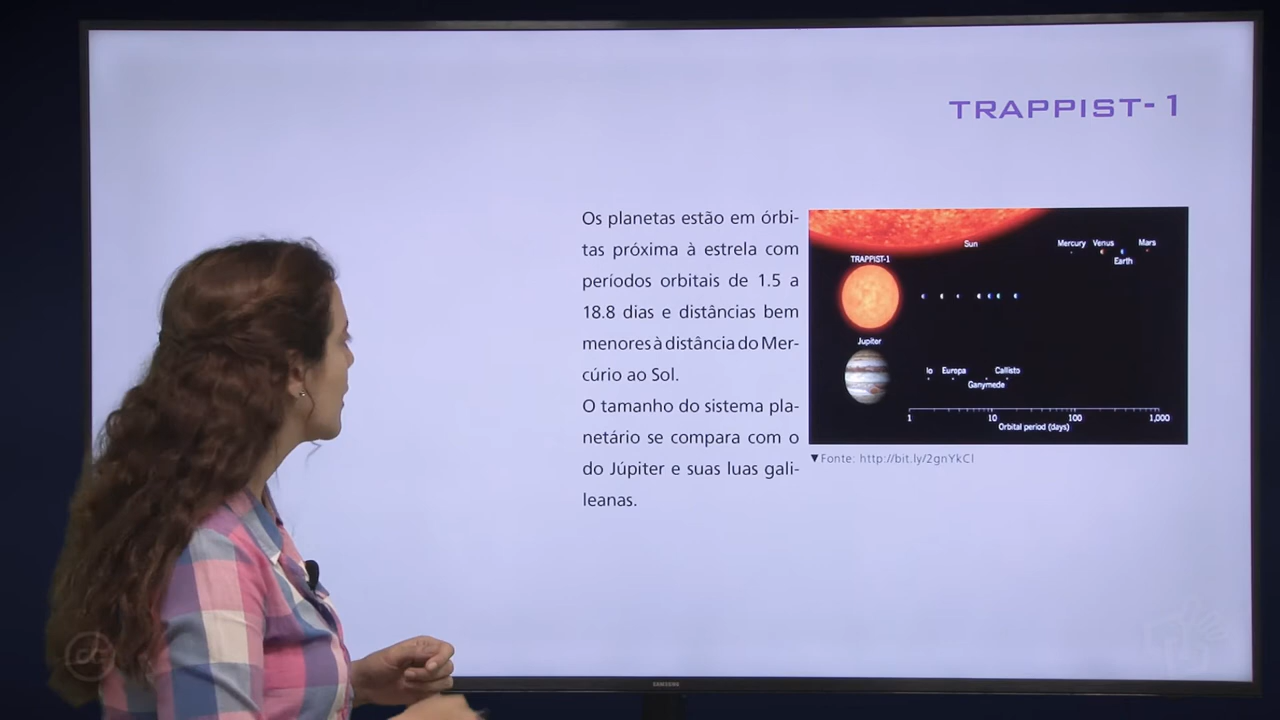 TRAPPIST-1
Os planetas estão em órbi-
tas próxima à estrela com
períodos orbitais de 1.5 a
18.8 dias e distâncias bem
menores à distância do Mer-
cúrio ao Sol.
O tamanho do sistema pla-
netário se compara com o
do Júpiter e suas luas gali-
leanas.
Sun
Mercury Venus Mars
Earth
TRAPPIST-1
Jupiter
Io Europa Callisto
Ganymede
1 10 100 1,000
Orbital period (days)
▼Fonte: http://bit.ly/2gnYkCl
SAMSUNG
cc